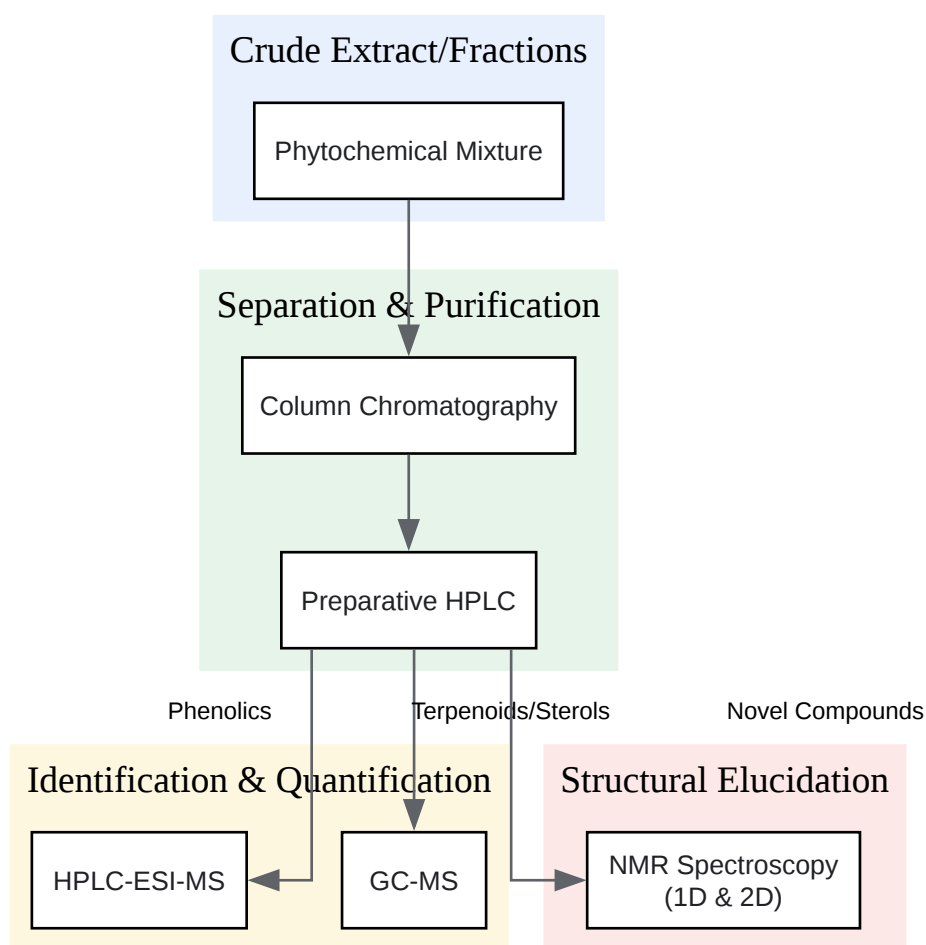 Crude Extract/Fractions
Phytochemical Mixture
Separation & Purification
Column Chromatography
Preparative HPLC
Phenolics
Terpenoids/Sterols
Novel Compounds
Identification & Quantification
Structural Elucidation
HPLC-ESI-MS
GC-MS
NMR Spectroscopy
(1D & 2D)